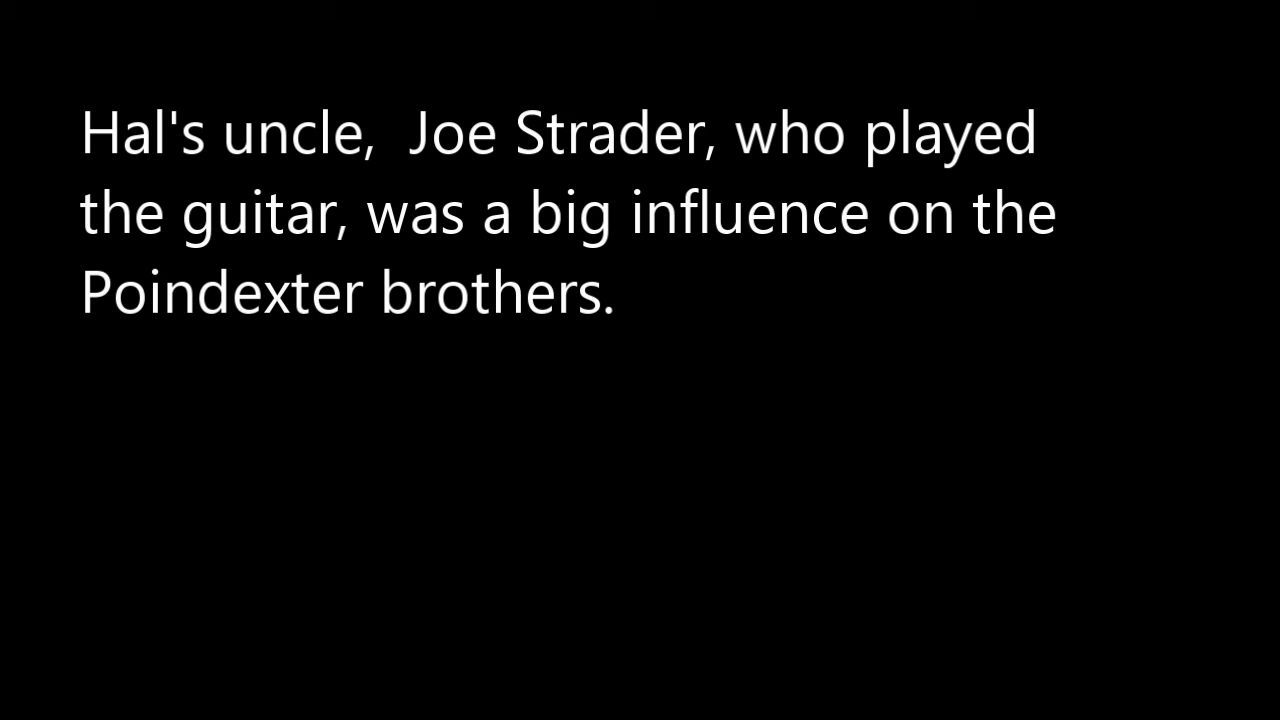 Hal's uncle,  Joe Strader, who played
the guitar, was a big influence on the
Poindexter brothers.